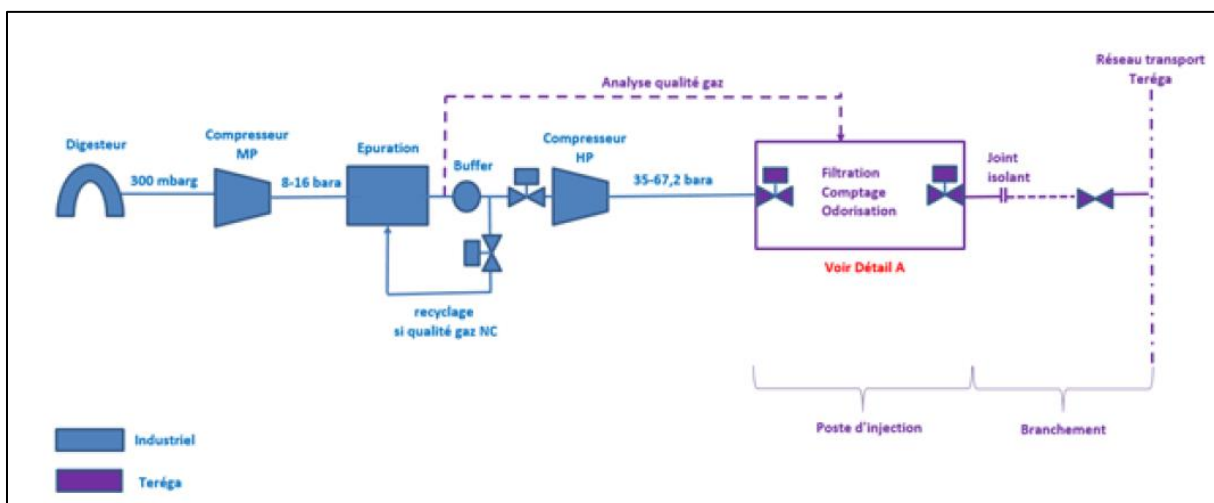 Réseau transport
Teréga
Analyse qualité gaz
Digesteur
Compresseur
MP
Epuration
Buffer
Compresseur
HP
300 mbarg
8-16 bara
35-67,2 bara
Filtration
Comptage
Odorisation
Joint
isolant
Voir Détail A
recyclage
si qualité gaz NC
Poste d'injection
Branchement
Industriel
Teréga